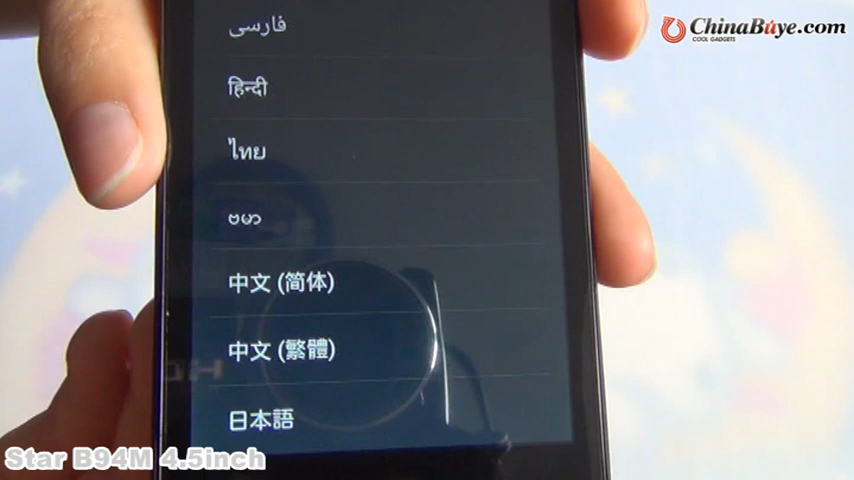 فارسی
ChinaBuye.com
COOL GADGETS
हिन्दी
ไทย
ဗမာ
中文 (简体)
中文 (繁體)
日本語
Star B94M 4.5inch